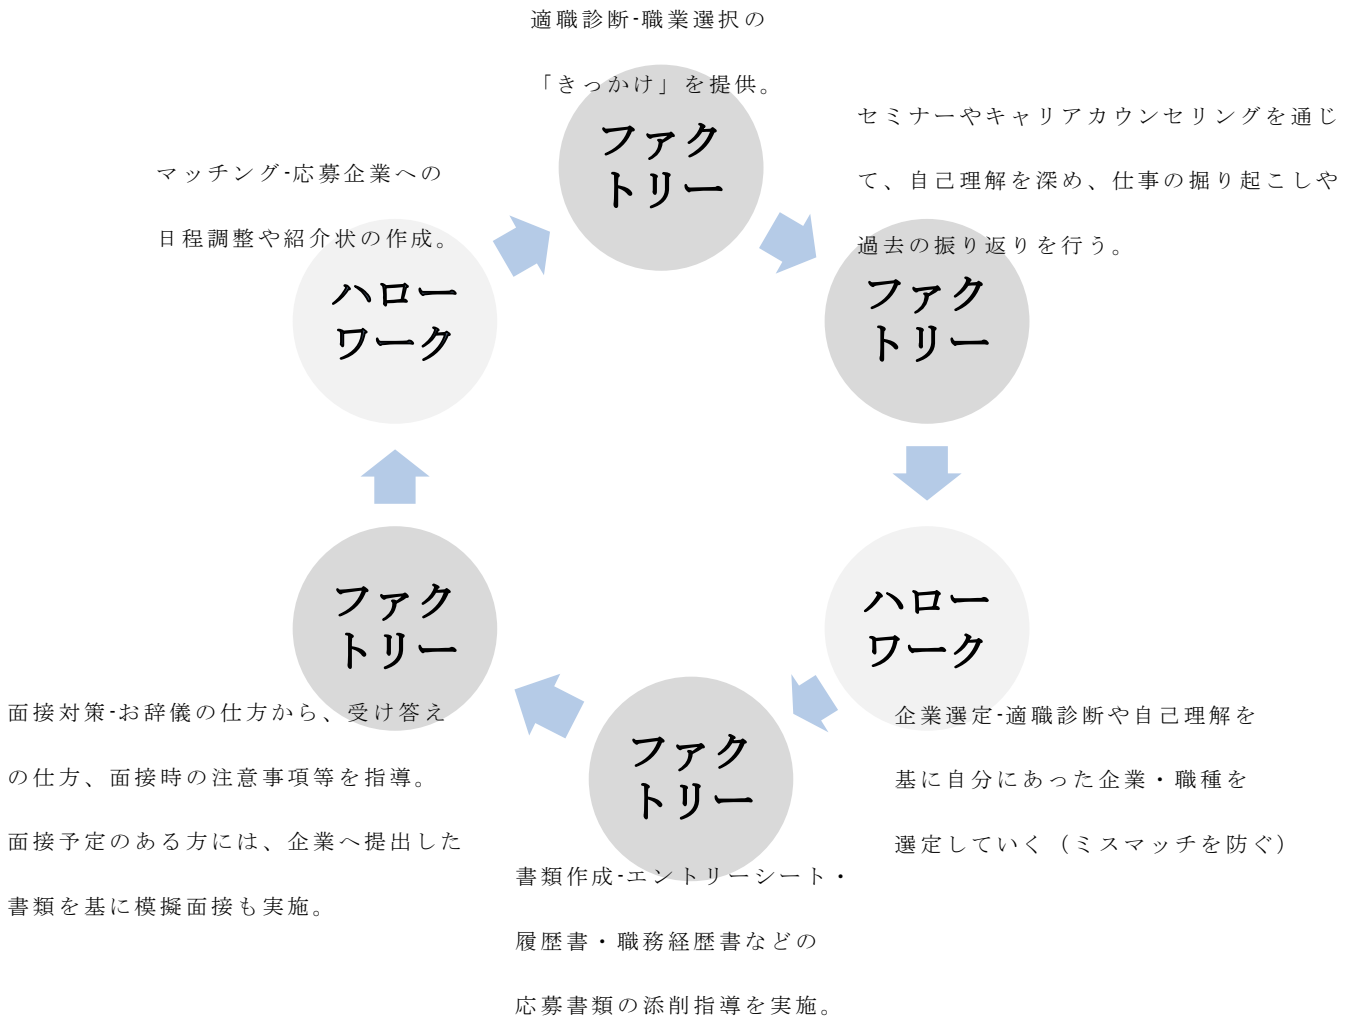 適職診断-職業選択の
「きっかけ」を提供。
ファク
トリー
セミナーやキャリアカウンセリングを通じ
て、自己理解を深め、仕事の掘り起こしや
過去の振り返りを行う。
ファク
トリー
ハロー
ワーク
企業選定-適職診断や自己理解を
基に自分にあった企業・職種を
選定していく（ミスマッチを防ぐ）
ファク
トリー
書類作成-エントリーシート・
履歴書・職務経歴書などの
応募書類の添削指導を実施。
ファク
トリー
面接対策-お辞儀の仕方から、受け答え
の仕方、面接時の注意事項等を指導。
面接予定のある方には、企業へ提出した
書類を基に模擬面接も実施。
マッチング-応募企業への
日程調整や紹介状の作成。
ハロー
ワーク